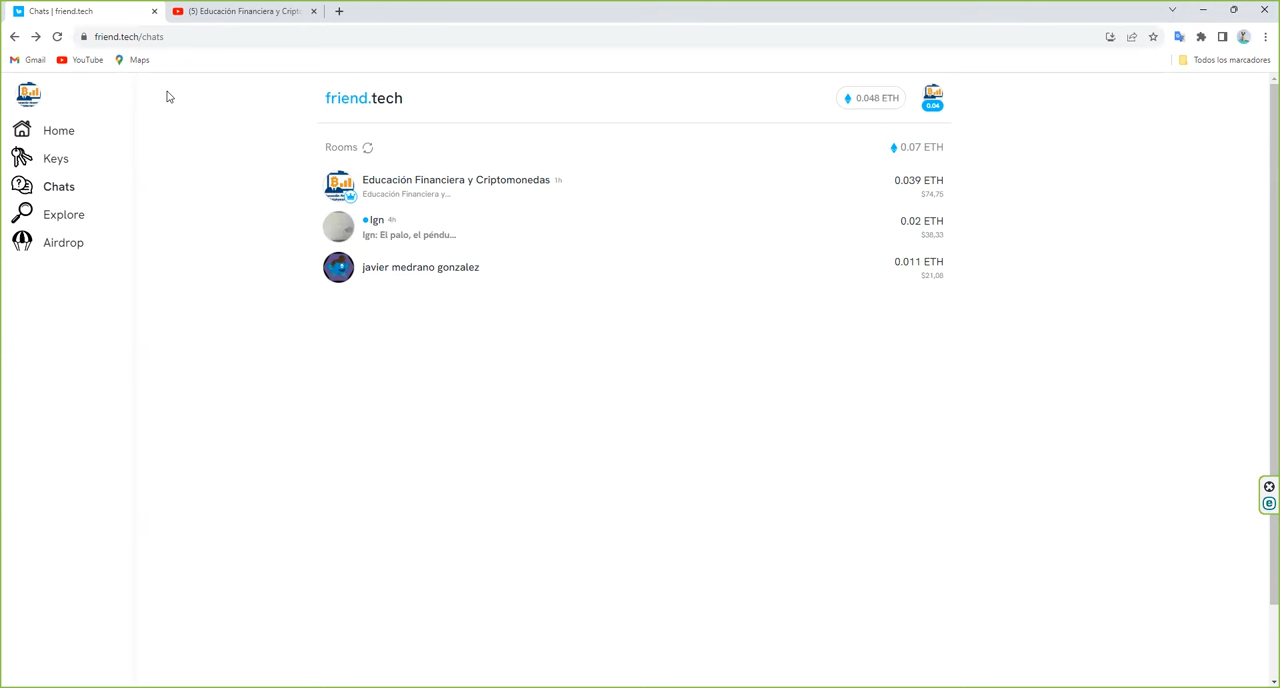 Chats | friend.tech
(5) Educación Financiera y Cript
friend.tech/chats
Gmail
YouTube
Maps
Todos los marcadores
friend.tech
0.048 ETH
0.04
Home
Keys
Chats
Explore
Airdrop
Rooms
0.07 ETH
Educación Financiera y Criptomonedas 1h
0.039 ETH
Educación Financiera y...
$74,75
Ign 4h
0.02 ETH
Ign: El palo, el péndu...
$38,33
javier medrano gonzalez
0.011 ETH
$21,08